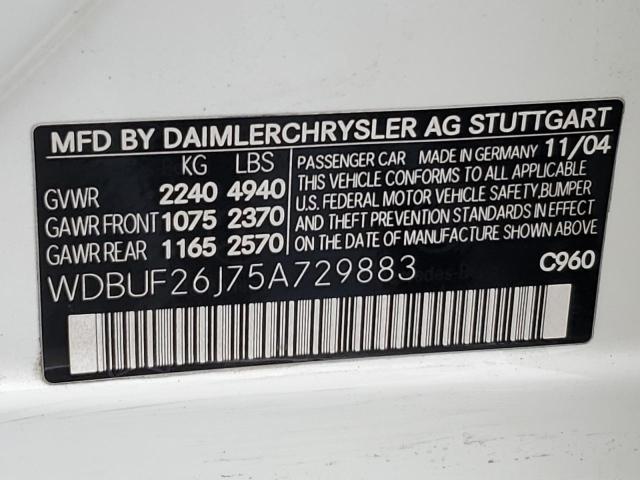 MFD BY DAIMLERCHRYSLER AG STUTTGART
KG LBS
GVWR 2240 4940
GAWR FRONT 1075 2370
GAWR REAR 1165 2570
PASSENGER CAR MADE IN GERMANY 11/04
THIS VEHICLE CONFORMS TO ALL APPLICABLE
U.S. FEDERAL MOTOR VEHICLE SAFETY,BUMPER
AND THEFT PREVENTION STANDARDS IN EFFECT
ON THE DATE OF MANUFACTURE SHOWN ABOVE
WDBUF26J75A729883
C960